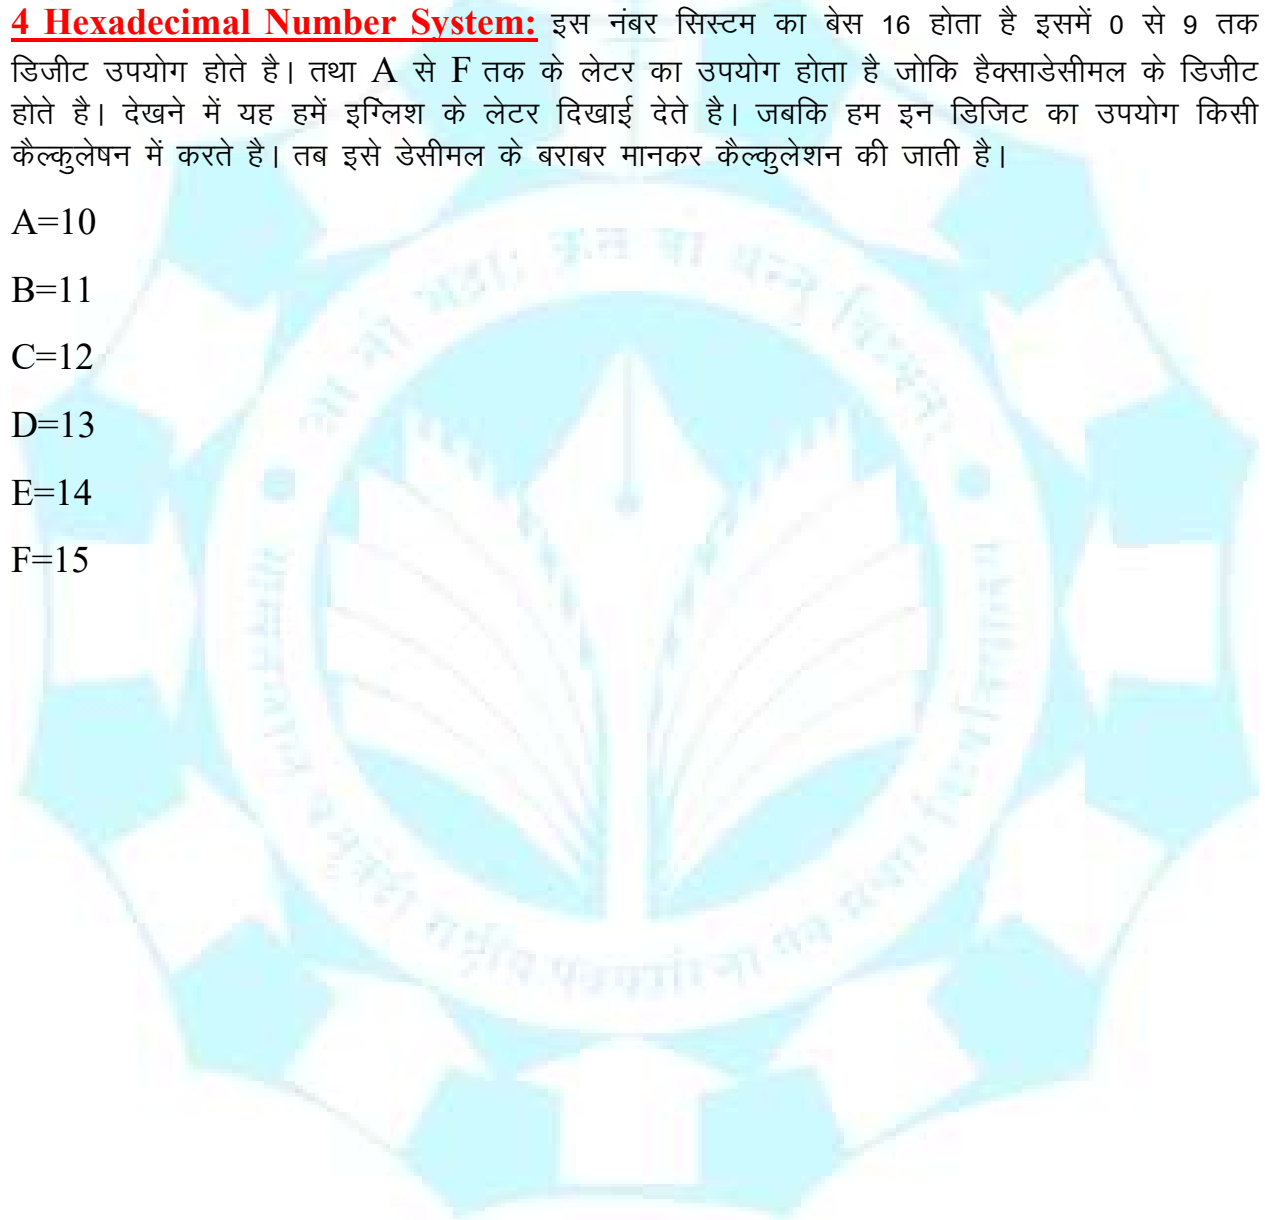 4 Hexadecimal Number System: इस नंबर सिस्टम का बेस 16 होता है इसमें 0 से 9 तक
डिजीट उपयोग होते है। तथा A से F तक के लेटर का उपयोग होता है जोकि हैक्साडेसीमल के डिजीट
होते है। देखने में यह हमें इग्लिश के लेटर दिखाई देते है। जबकि हम इन डिजिट का उपयोग किसी
कैल्कुलेषन में करते है। तब इसे डेसीमल के बराबर मानकर कैल्कुलेशन की जाती है।
A=10
B=11
C=12
D=13
E=14
F=15